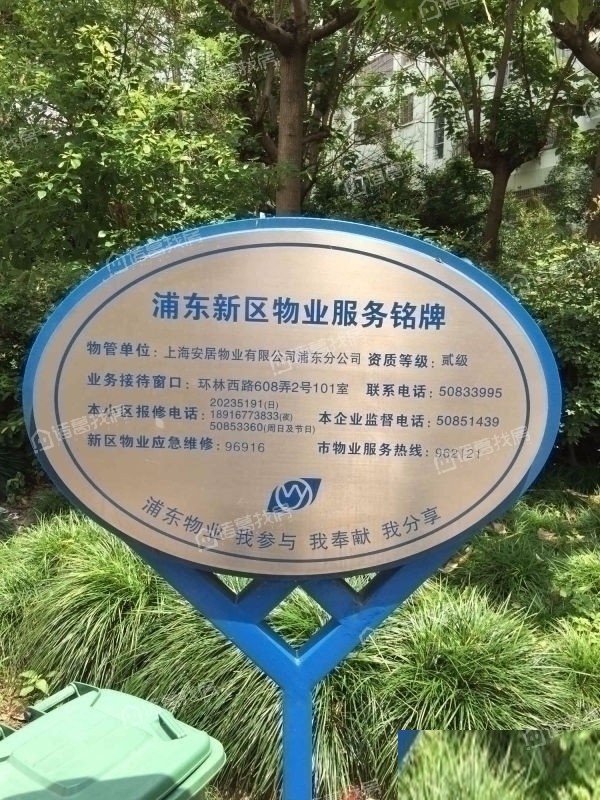 浦东新区物业服务铭牌
物管单位：上海安居物业有限公司浦东分公司 资质等级：贰级
业务接待窗口：环林西路608弄2号101室 联系电话：50833995
本小区报修电话：20235191(日)
18916773833(夜)
50853360(周日及节日)
本企业监督电话：50851439
新区物业应急维修：96916 市物业服务热线：962121
浦东物业 我参与 我奉献 我分享
诸葛找房